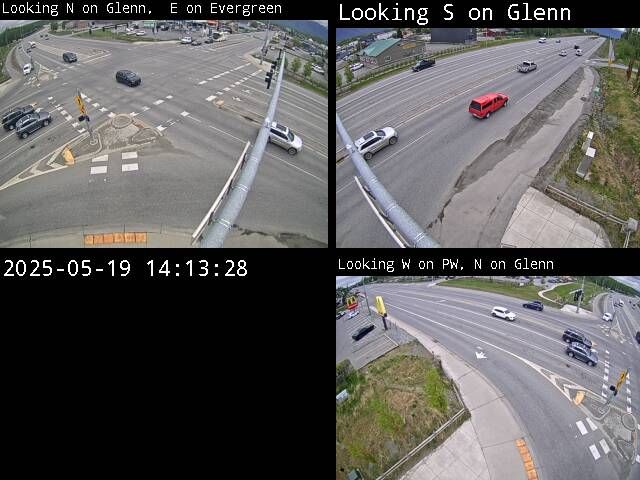 Looking N on Glenn, E on Evergreen
Looking S on Glenn
2025-05-19 14:13:28
Looking W on PW, N on Glenn